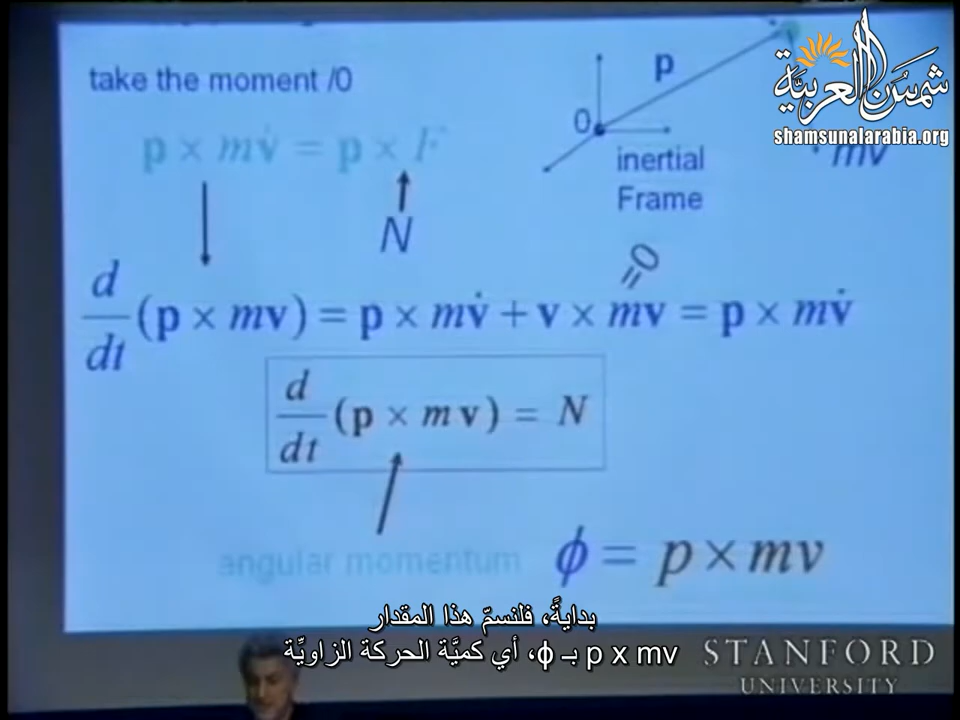 take the moment /0
p × mv̇ = p × F
N
p
0
inertial
Frame
mv
=0
d/dt (p × mv) = p × mv̇ + v × mv = p × mv̇
d/dt (p × mv) = N
angular momentum
ϕ = p × mv
شمس العربية
shamsunalarabia.org
بدايةً، فلنسمّ هذا المقدار
p x mv بـ ϕ، أي كميَّة الحركة الزاويِّة
STANFORD
UNIVERSITY